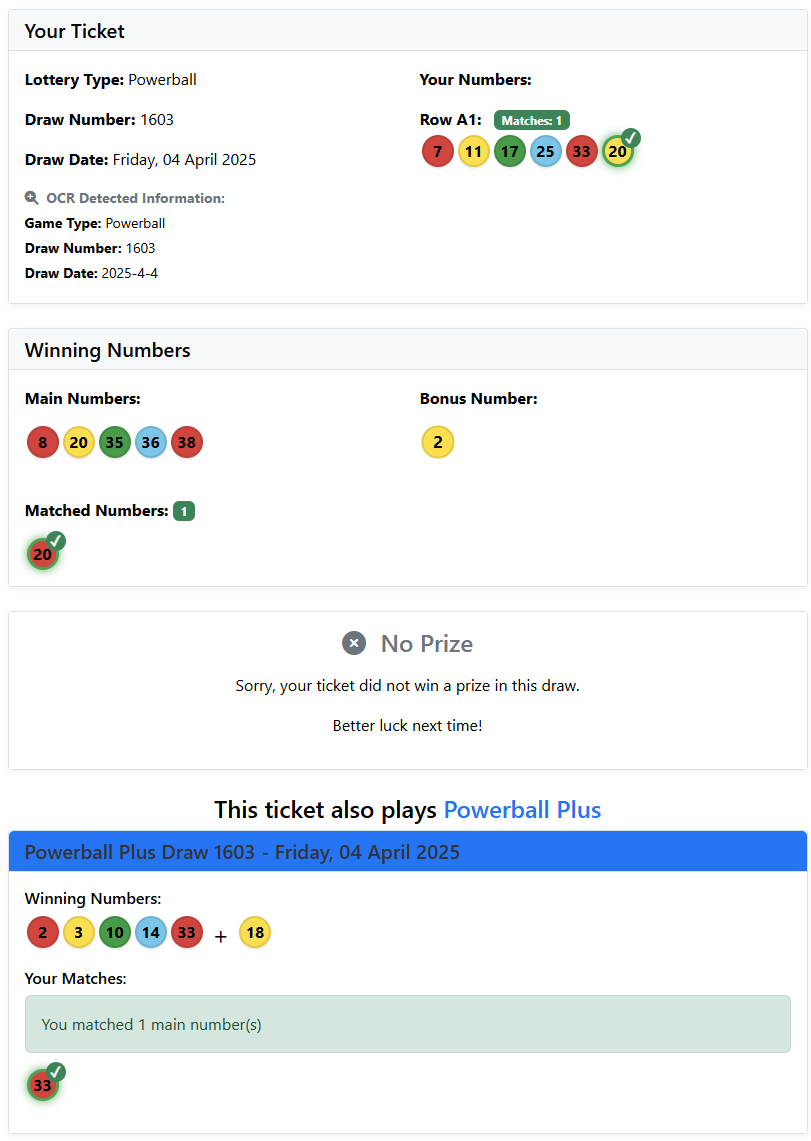 Your Ticket
Lottery Type: Powerball
Draw Number: 1603
Draw Date: Friday, 04 April 2025
OCR Detected Information:
Game Type: Powerball
Draw Number: 1603
Draw Date: 2025-4-4
Your Numbers:
Row A1: Matches: 1
7 11 17 25 33 20
Winning Numbers
Main Numbers:
8 20 35 36 38
Bonus Number:
2
Matched Numbers: 1
20
No Prize
Sorry, your ticket did not win a prize in this draw.
Better luck next time!
This ticket also plays Powerball Plus
Powerball Plus Draw 1603 - Friday, 04 April 2025
Winning Numbers:
2 3 10 14 33 + 18
Your Matches:
You matched 1 main number(s)
33